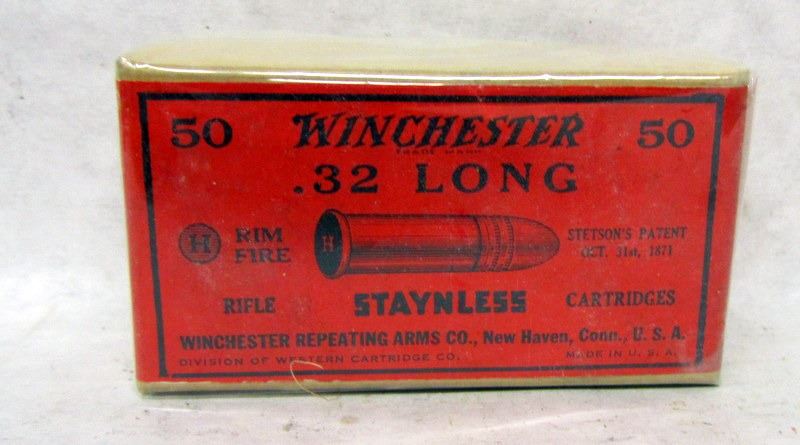 50 WINCHESTER 50
TRADE MARK
.32 LONG
H RIM FIRE H STETSON'S PATENT OCT. 31st, 1871
RIFLE STAYNLESS CARTRIDGES
WINCHESTER REPEATING ARMS CO., New Haven, Conn., U. S. A.
DIVISION OF WESTERN CARTRIDGE CO. MADE IN U. S. A.